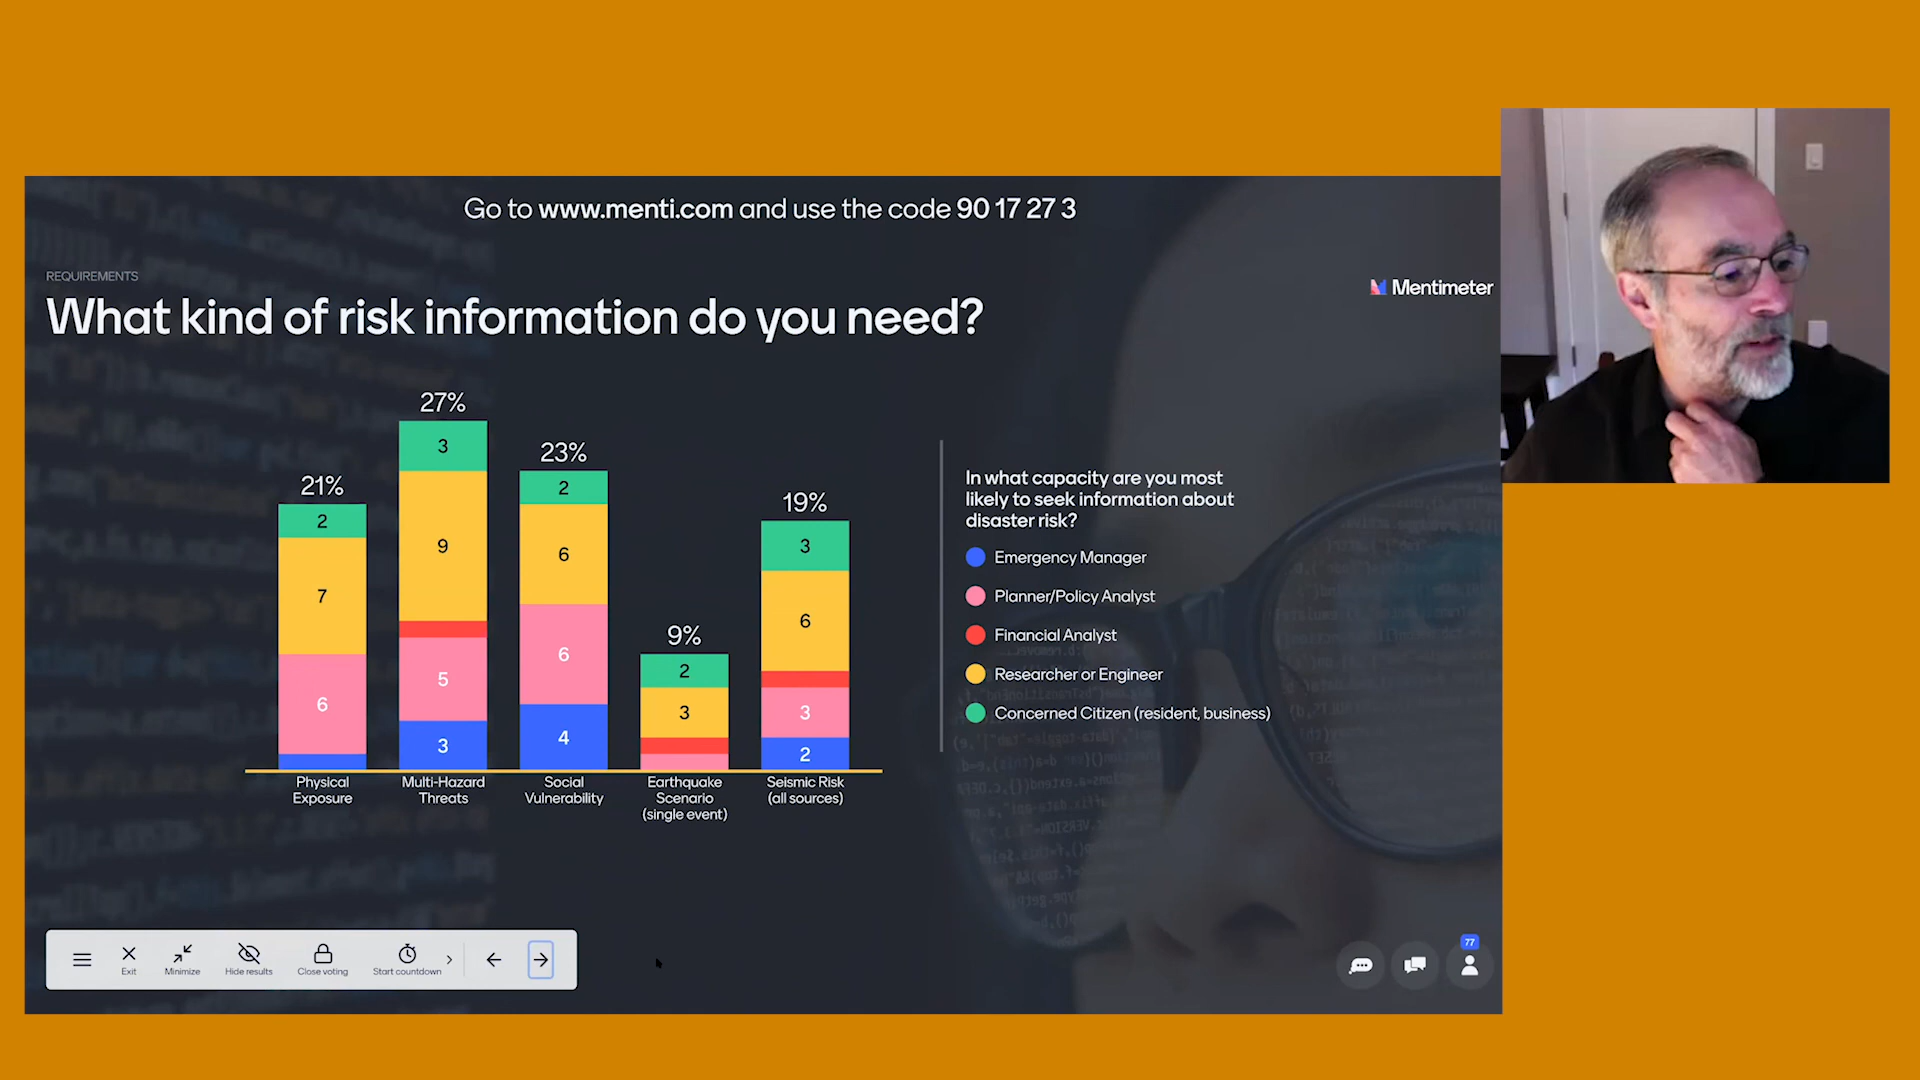 Go to www.menti.com and use the code 90 17 27 3
REQUIREMENTS
Mentimeter
What kind of risk information do you need?
21%
27%
23%
9%
19%
2
7
6
3
9
5
3
2
6
6
4
2
3
3
6
3
2
Physical
Exposure
Multi-Hazard
Threats
Social
Vulnerability
Earthquake
Scenario
(single event)
Seismic Risk
(all sources)
In what capacity are you most
likely to seek information about
disaster risk?
Emergency Manager
Planner/Policy Analyst
Financial Analyst
Researcher or Engineer
Concerned Citizen (resident, business)
Exit
Minimize
Hide results
Close voting
Start countdown
77